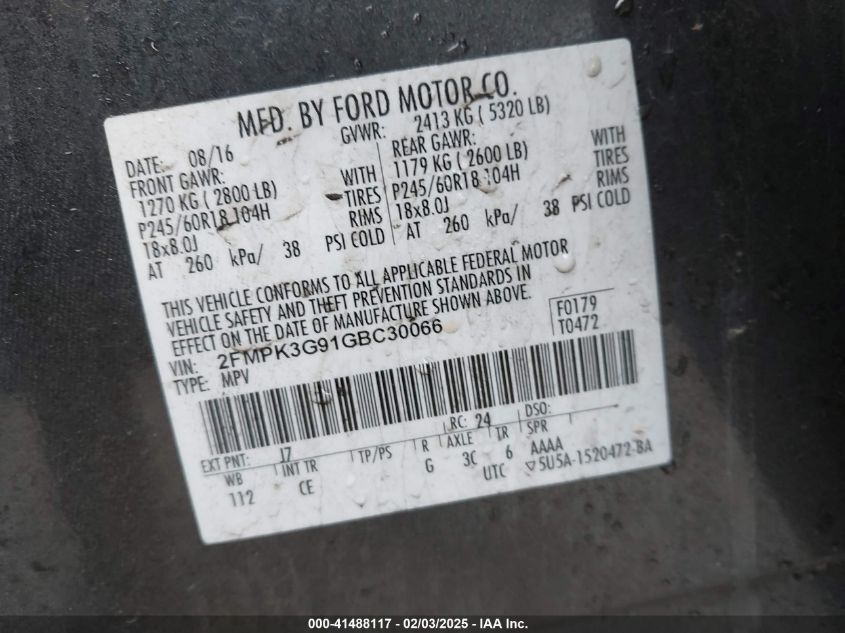 MFD. BY FORD MOTOR CO.
DATE: 08/16 GVWR: 2413 KG ( 5320 LB)
FRONT GAWR: REAR GAWR:
1270 KG ( 2800 LB) WITH 1179 KG ( 2600 LB) WITH
P245/60R18 104H TIRES P245/60R18 104H TIRES
18x8.0J RIMS 18x8.0J RIMS
AT 260 kPa/ 38 PSI COLD AT 260 kPa/ 38 PSI COLD
THIS VEHICLE CONFORMS TO ALL APPLICABLE FEDERAL MOTOR
VEHICLE SAFETY AND THEFT PREVENTION STANDARDS IN
EFFECT ON THE DATE OF MANUFACTURE SHOWN ABOVE.
VIN: 2FMPK3G91GBC30066 F0179
TYPE: MPV T0472
RC: 24 DSO:
EXT PNT: J7
WB INT TR TP/PS R AXLE TR SPR
112 CE G 3C 6 AAAA
UTC ▽5U5A-1520472-BA
000-41488117 — 02/03/2025 — IAA Inc.